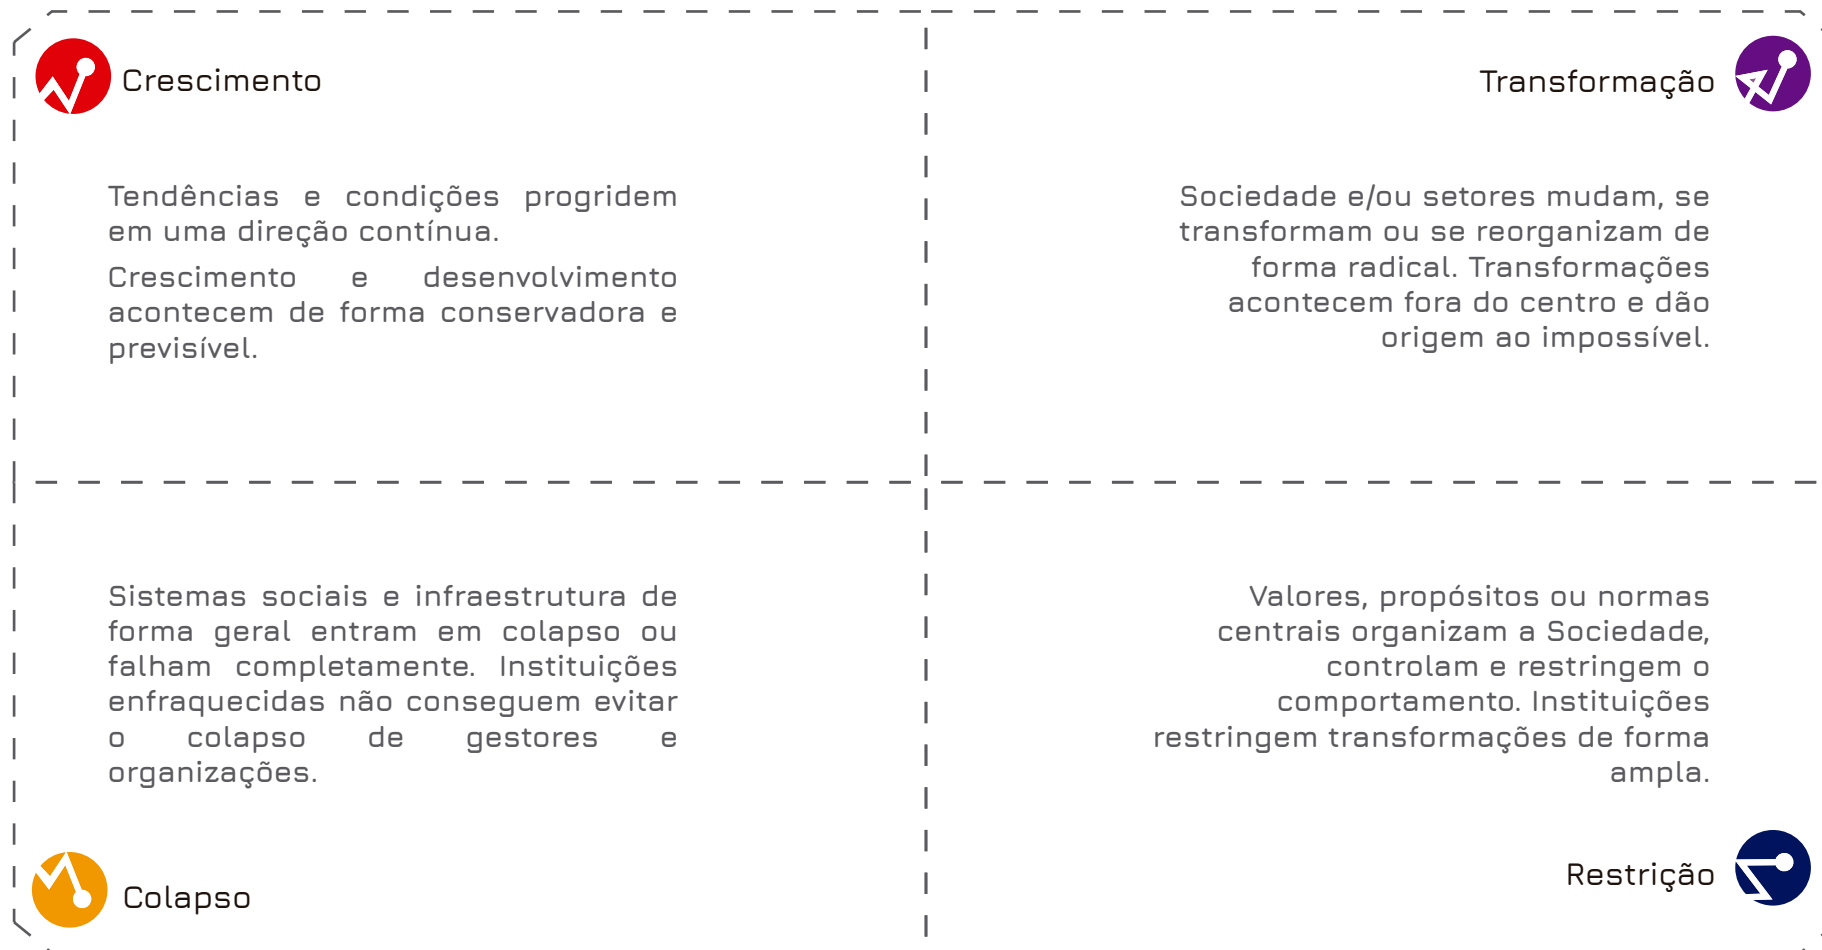 Crescimento
Tendências e condições progridem
em uma direção contínua.
Crescimento e desenvolvimento
acontecem de forma conservadora e
previsível.
Transformação
Sociedade e/ou setores mudam, se
transformam ou se reorganizam de
forma radical. Transformações
acontecem fora do centro e dão
origem ao impossível.
Sistemas sociais e infraestrutura de
forma geral entram em colapso ou
falham completamente. Instituições
enfraquecidas não conseguem evitar
o colapso de gestores e
organizações.
Colapso
Valores, propósitos ou normas
centrais organizam a Sociedade,
controlam e restringem o
comportamento. Instituições
restringem transformações de forma
ampla.
Restrição